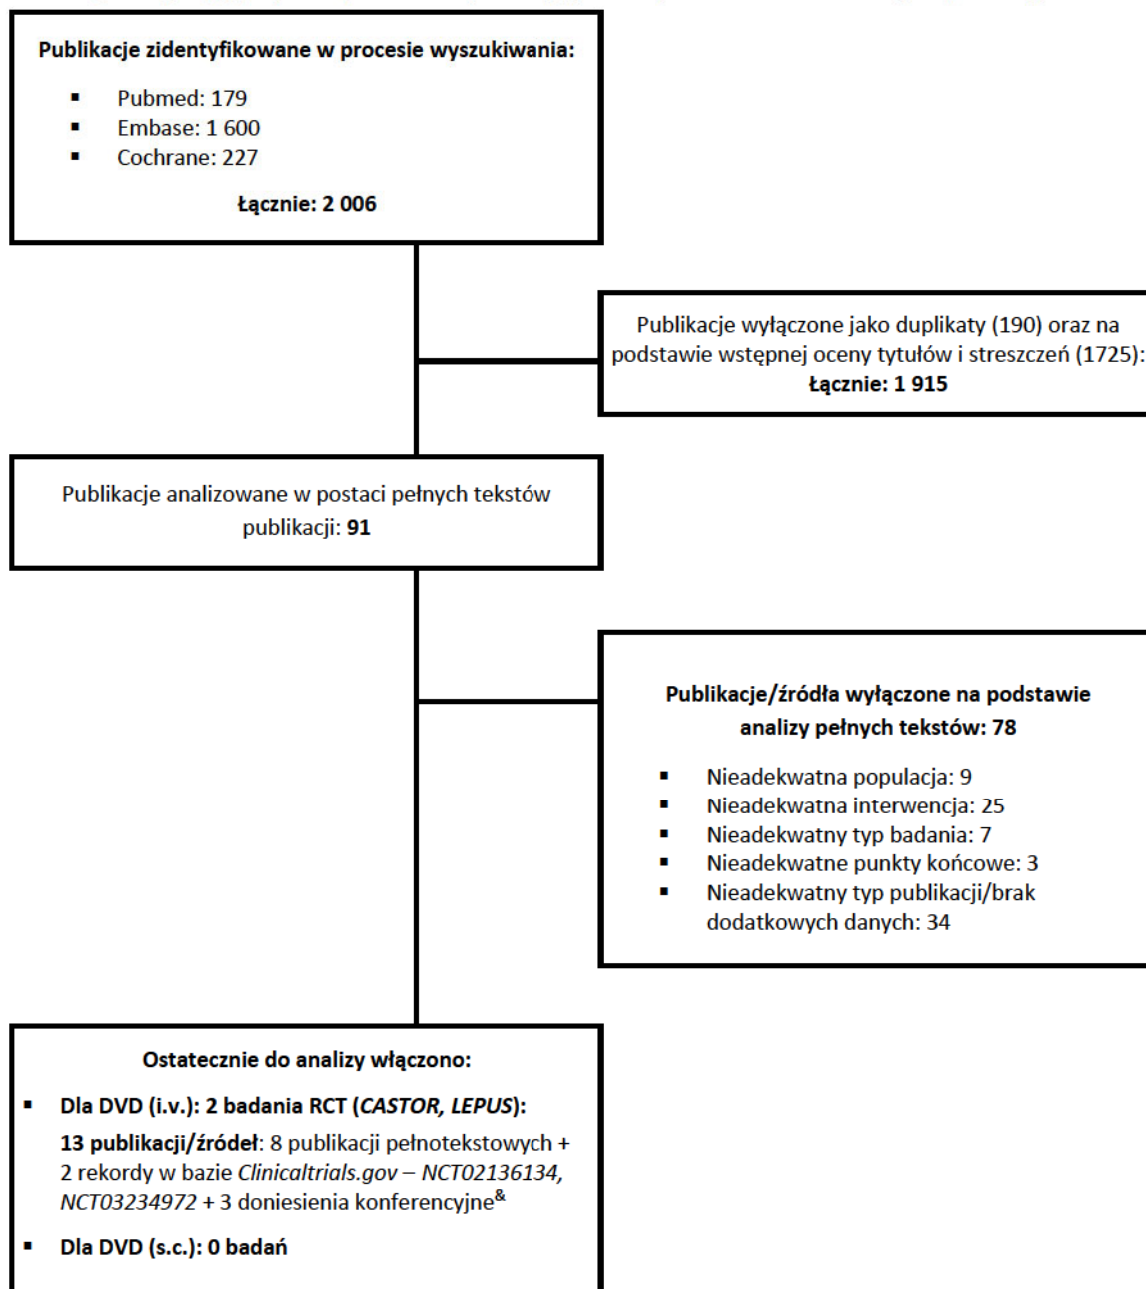 Publikacje zidentyfikowane w procesie wyszukiwania:
▪ Pubmed: 179
▪ Embase: 1 600
▪ Cochrane: 227
Łącznie: 2 006
Publikacje wyłączone jako duplikaty (190) oraz na
podstawie wstępnej oceny tytułów i streszczeń (1725):
Łącznie: 1 915
Publikacje analizowane w postaci pełnych tekstów
publikacji: 91
Publikacje/źródła wyłączone na podstawie
analizy pełnych tekstów: 78
▪ Nieadekwatna populacja: 9
▪ Nieadekwatna interwencja: 25
▪ Nieadekwatny typ badania: 7
▪ Nieadekwatne punkty końcowe: 3
▪ Nieadekwatny typ publikacji/brak
dodatkowych danych: 34
Ostatecznie do analizy włączono:
▪ Dla DVD (i.v.): 2 badania RCT (CASTOR, LEPUS):
13 publikacji/źródeł: 8 publikacji pełnotekstowych +
2 rekordy w bazie Clinicaltrials.gov – NCT02136134,
NCT03234972 + 3 doniesienia konferencyjne&
▪ Dla DVD (s.c.): 0 badań